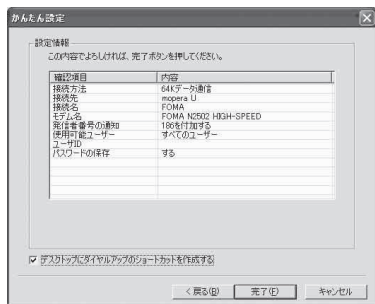 かんたん設定
設定情報
この内容でよろしければ、完了ボタンを押してください。
確認項目 内容
接続方法 64Kデータ通信
接続先 mopera U
接続名 FOMA
モデム名 FOMA N2502 HIGH-SPEED
発信者番号の通知 186を付加する
使用可能ユーザー すべてのユーザー
ユーザID
パスワードの保存 する
デスクトップにダイヤルアップのショートカットを作成する
< 戻る(B) 完了(F) キャンセル